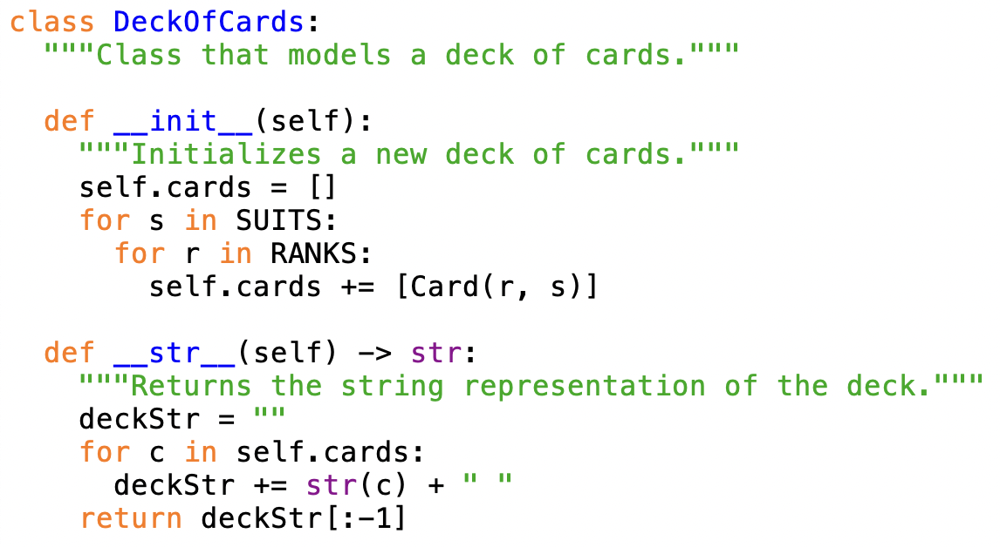 class DeckOfCards:
  """Class that models a deck of cards."""

  def __init__(self):
    """Initializes a new deck of cards."""
    self.cards = []
    for s in SUITS:
      for r in RANKS:
        self.cards += [Card(r, s)]

  def __str__(self) -> str:
    """Returns the string representation of the deck."""
    deckStr = ""
    for c in self.cards:
      deckStr += str(c) + " "
    return deckStr[:-1]